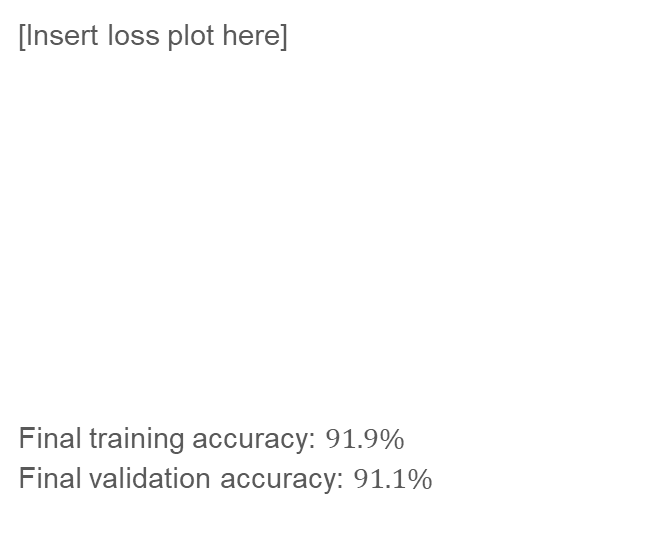 [Insert loss plot here]
Final training accuracy: 91.9%
Final validation accuracy: 91.1%